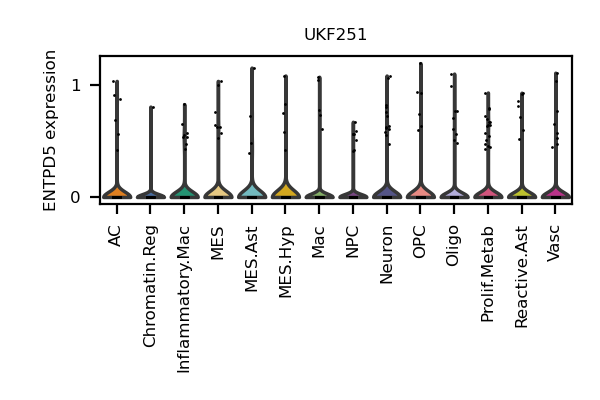 UKF251
ENTPD5 expression
1
0
AC
Chromatin.Reg
Inflammatory.Mac
MES
MES.Ast
MES.Hyp
Mac
NPC
Neuron
OPC
Oligo
Prolif.Metab
Reactive.Ast
Vasc